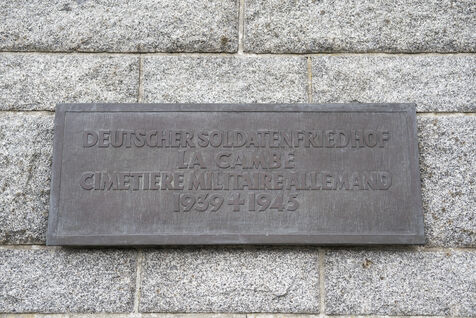 DEUTSCHER SOLDATENFRIEDHOF
LA CAMBE
CIMETIERE MILITAIRE ALLEMAND
1939 + 1945